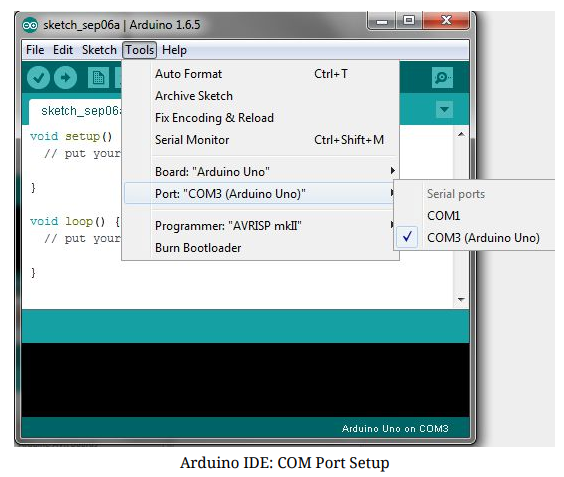 sketch_sep06a | Arduino 1.6.5
File Edit Sketch Tools Help
Auto Format Ctrl+T
Archive Sketch
Fix Encoding & Reload
Serial Monitor Ctrl+Shift+M
Board: "Arduino Uno"
Port: "COM3 (Arduino Uno)"
Programmer: "AVRISP mkII"
Burn Bootloader
Serial ports
COM1
COM3 (Arduino Uno)
sketch_sep06a
void setup()
// put your
}
void loop() {
// put your
}
Arduino Uno on COM3
Arduino IDE: COM Port Setup